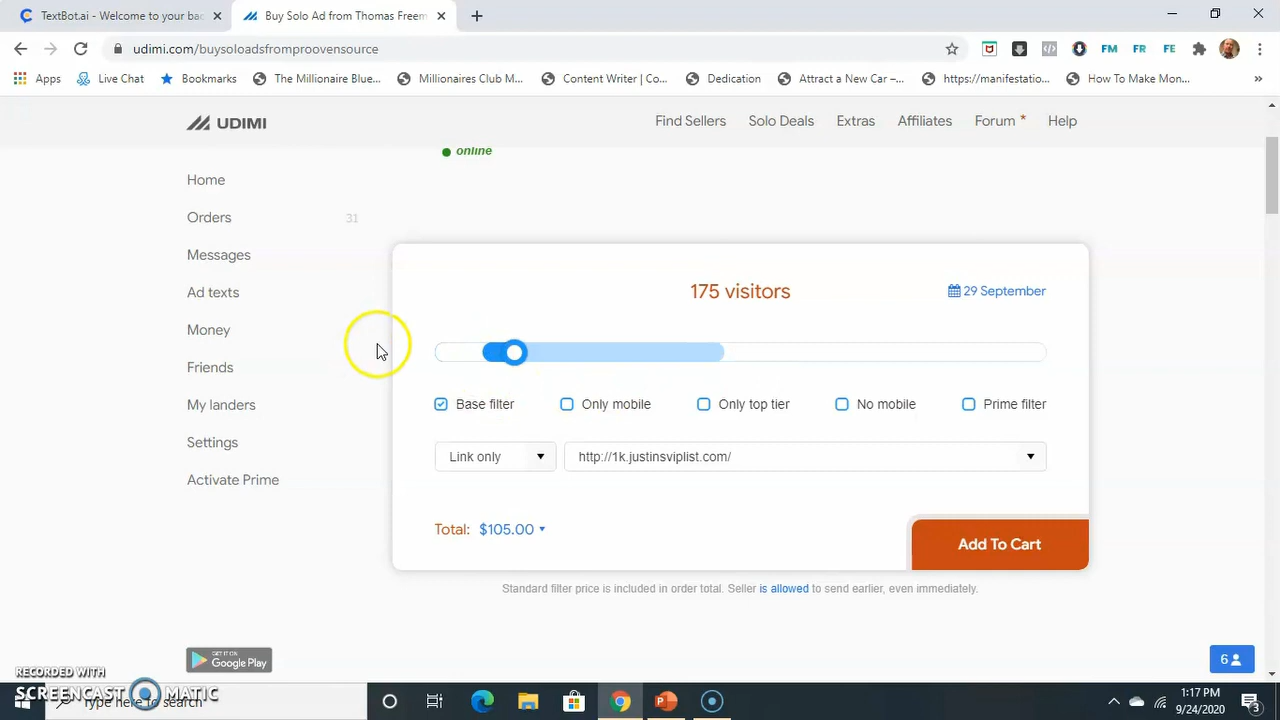 TextBot.ai - Welcome to your bac
Buy Solo Ad from Thomas Freem
udimi.com/buysoloadsfromproovensource
FM FR FE
Apps Live Chat Bookmarks The Millionaire Blue... Millionaires Club M... Content Writer | Co... Dedication Attract a New Car –... https://manifestatio... How To Make Mon... »
UDIMI Find Sellers Solo Deals Extras Affiliates Forum * Help
online
Home
Orders 31
Messages
Ad texts
Money
Friends
My landers
Settings
Activate Prime
175 visitors 29 September
Base filter Only mobile Only top tier No mobile Prime filter
Link only http://1k.justinsviplist.com/
Total: $105.00 Add To Cart
Standard filter price is included in order total. Seller is allowed to send earlier, even immediately.
GET IT ON
Google Play
6
RECORDED WITH
SCREENCAST MATIC
Type here to search
1:17 PM
9/24/2020
3